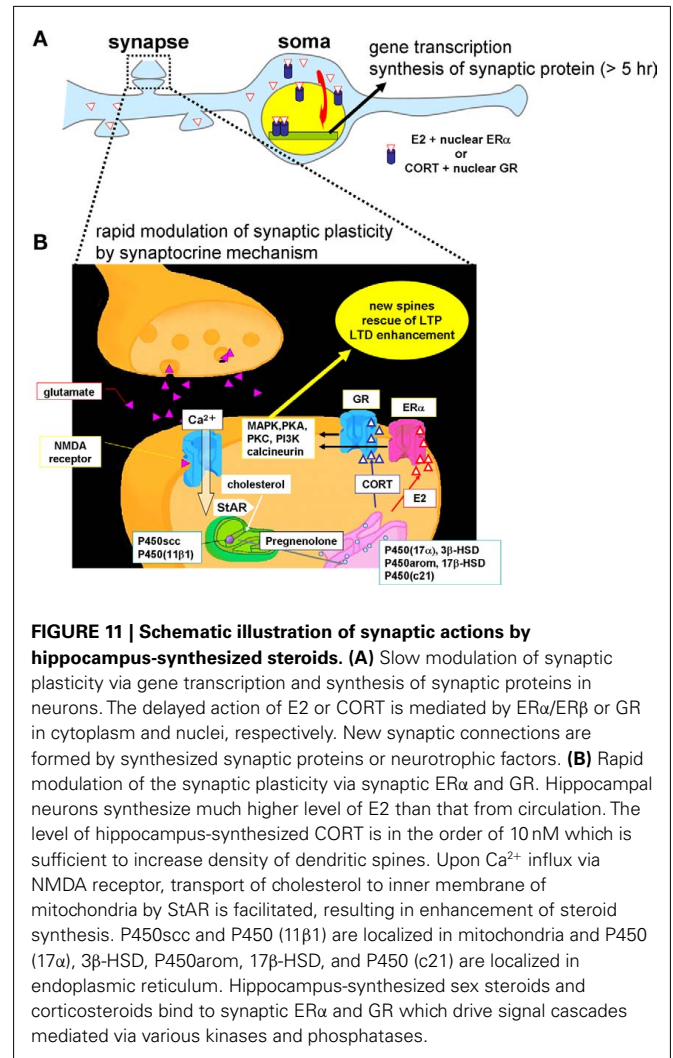 A
synapse
soma
gene transcription
synthesis of synaptic protein (> 5 hr)
E2 + nuclear ERα
or
CORT + nuclear GR
B
rapid modulation of synaptic plasticity
by synaptocrine mechanism
new spines
rescue of LTP
LTD enhancement
glutamate
Ca²⁺
GR
ERα
MAPK,PKA,
PKC, PI3K
calcineurin
NMDA
receptor
cholesterol
CORT
E2
StAR
P450scc
P450(11β1)
Pregnenolone
P450(17α), 3β-HSD
P450arom, 17β-HSD
P450(c21)
FIGURE 11 | Schematic illustration of synaptic actions by
hippocampus-synthesized steroids. (A) Slow modulation of synaptic
plasticity via gene transcription and synthesis of synaptic proteins in
neurons. The delayed action of E2 or CORT is mediated by ERα/ERβ or GR
in cytoplasm and nuclei, respectively. New synaptic connections are
formed by synthesized synaptic proteins or neurotrophic factors. (B) Rapid
modulation of the synaptic plasticity via synaptic ERα and GR. Hippocampal
neurons synthesize much higher level of E2 than that from circulation. The
level of hippocampus-synthesized CORT is in the order of 10 nM which is
sufficient to increase density of dendritic spines. Upon Ca²⁺ influx via
NMDA receptor, transport of cholesterol to inner membrane of
mitochondria by StAR is facilitated, resulting in enhancement of steroid
synthesis. P450scc and P450 (11β1) are localized in mitochondria and P450
(17α), 3β-HSD, P450arom, 17β-HSD, and P450 (c21) are localized in
endoplasmic reticulum. Hippocampus-synthesized sex steroids and
corticosteroids bind to synaptic ERα and GR which drive signal cascades
mediated via various kinases and phosphatases.